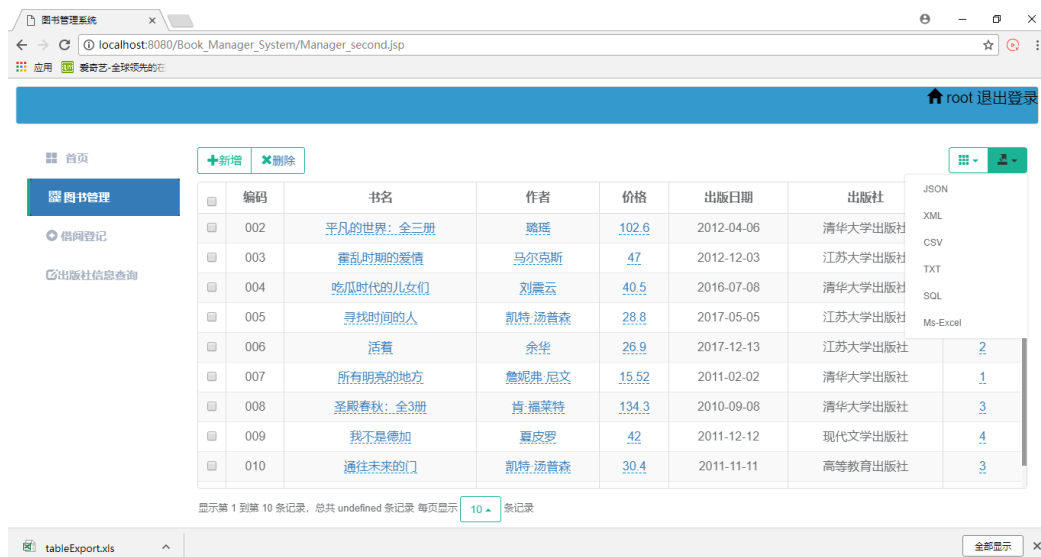 图书管理系统
localhost:8080/Book_Manager_System/Manager_second.jsp
应用 爱奇艺-全球领先的在
root 退出登录
首页
图书管理
借阅登记
出版社信息查询
新增 删除
编码 书名 作者 价格 出版日期 出版社
002 平凡的世界：全三册 璐瑶 102.6 2012-04-06 清华大学出版社
003 霍乱时期的爱情 马尔克斯 47 2012-12-03 江苏大学出版社
004 吃瓜时代的儿女们 刘震云 40.5 2016-07-08 清华大学出版社
005 寻找时间的人 凯特·汤普森 28.8 2017-05-05 江苏大学出版社
006 活着 余华 26.9 2017-12-13 江苏大学出版社 2
007 所有明亮的地方 詹妮弗·尼文 15.52 2011-02-02 清华大学出版社 1
008 圣殿春秋：全3册 肯·福莱特 134.3 2010-09-08 清华大学出版社 3
009 我不是德加 夏皮罗 42 2011-12-12 现代文学出版社 4
010 通往未来的门 凯特·汤普森 30.4 2011-11-11 高等教育出版社 3
JSON
XML
CSV
TXT
SQL
Ms-Excel
显示第 1 到第 10 条记录，总共 undefined 条记录 每页显示 10 条记录
tableExport.xls
全部显示